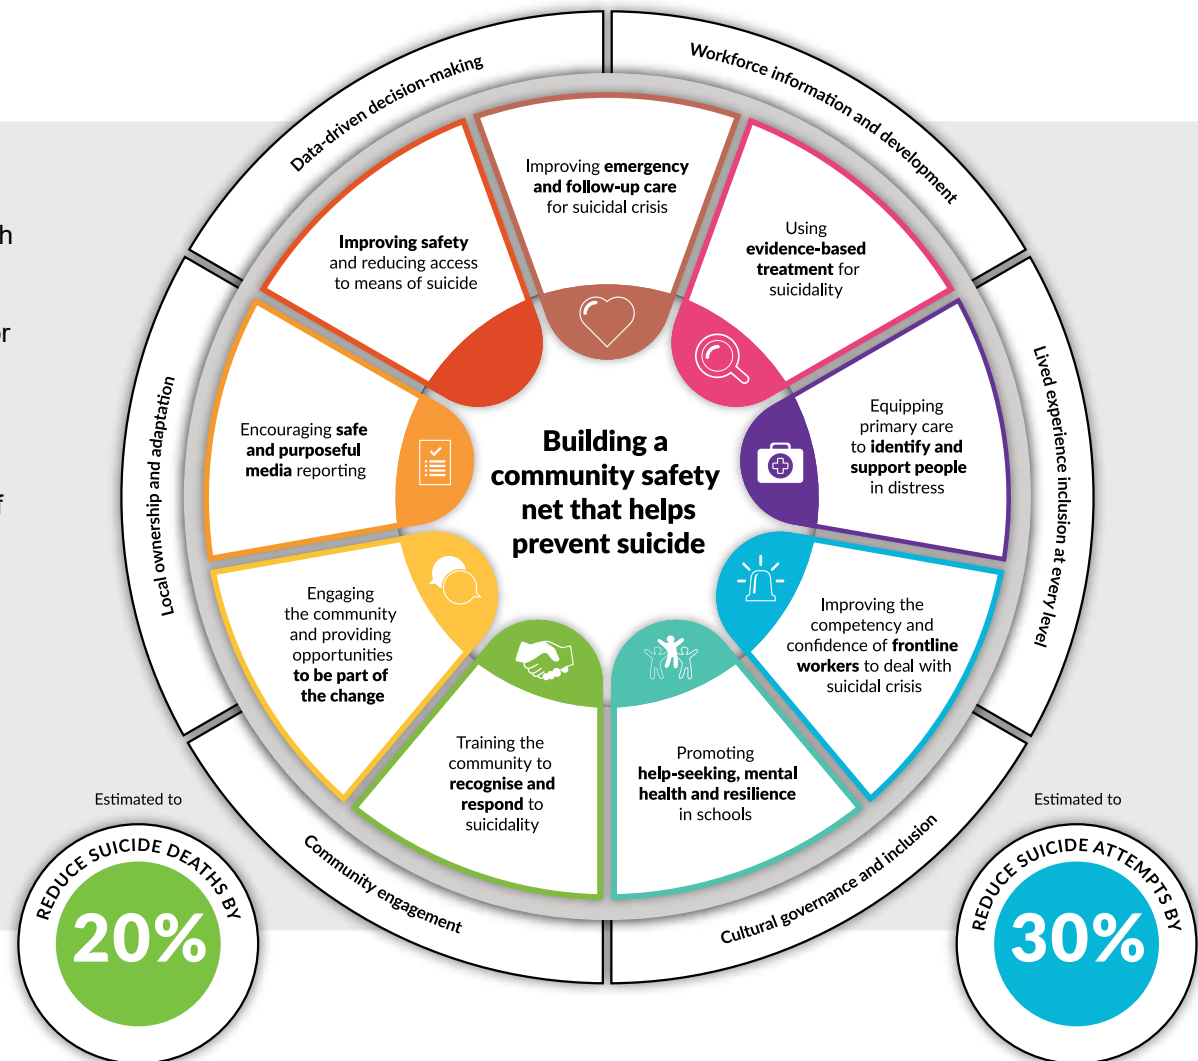 Data-driven decision-making
Workforce information and development
Lived experience inclusion at every level
Cultural governance and inclusion
Community engagement
Local ownership and adaptation
Improving emergency
and follow-up care
for suicidal crisis
Using
evidence-based
treatment for
suicidality
Equipping
primary care
to identify and
support people
in distress
Improving the
competency and
confidence of frontline
workers to deal with
suicidal crisis
Promoting
help-seeking, mental
health and resilience
in schools
Training the
community to
recognise and
respond to
suicidality
Engaging
the community
and providing
opportunities
to be part of
the change
Encouraging safe
and purposeful
media reporting
Improving safety
and reducing access
to means of suicide
Building a
community safety
net that helps
prevent suicide
Estimated to
REDUCE SUICIDE DEATHS BY
20%
Estimated to
REDUCE SUICIDE ATTEMPTS BY
30%